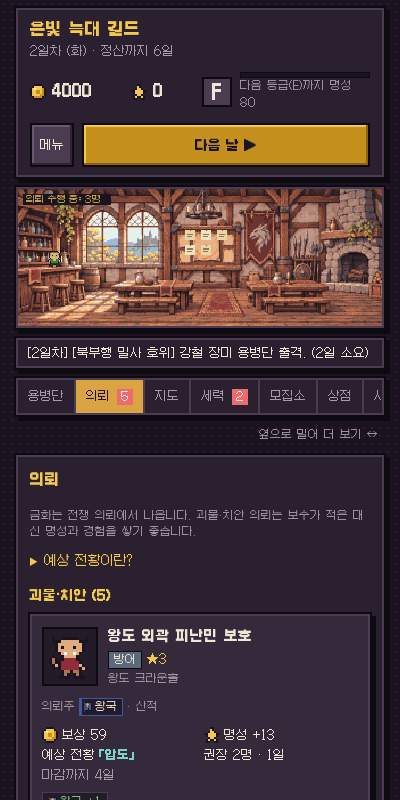 은빛 늑대 길드
2일차 (화) · 정산까지 6일
4000
0
F
다음 등급(E)까지 명성
80
메뉴
다음 날 ▶
의뢰 수행 중: 3명
[2일차] [북부행 밀사 호위] 강철 장미 용병단 출격. (2일 소요)
용병단
의뢰 5
지도
세력 2
모집소
상점
옆으로 밀어 더 보기 ↔
의뢰
금화는 전쟁 의뢰에서 나옵니다. 괴물·치안 의뢰는 보수가 적은 대
신 명성과 경험을 쌓기 좋습니다.
▶ 예상 전황이란?
괴물·치안 (5)
왕도 외곽 피난민 보호
방어 ★3
왕도 크라운홀
의뢰주 왕국 · 산적
보상 59
명성 +13
예상 전황 「압도」
권장 2명 · 1일
마감까지 4일